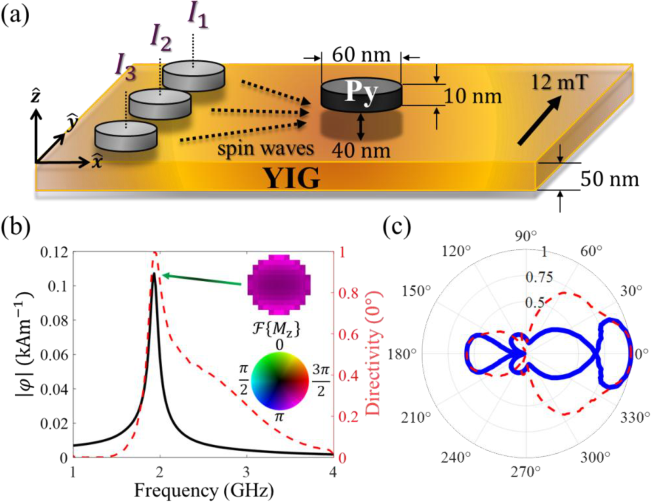 (a)
I₁
I₂
I₃
60 nm
Py
10 nm
12 mT
ẑ
ŷ
x̂
spin waves
40 nm
YIG
50 nm
(b)
0.12
0.1
0.08
0.06
0.04
0.02
0
|φ| (kAm⁻¹)
1
2
3
4
Frequency (GHz)
1
0.8
0.6
0.4
0.2
0
Directivity (0°)
ℱ{M_z}
0
π/2
3π/2
π
(c)
90°
120°
60°
150°
30°
180°
0°
210°
330°
240°
300°
270°
1
0.75
0.5